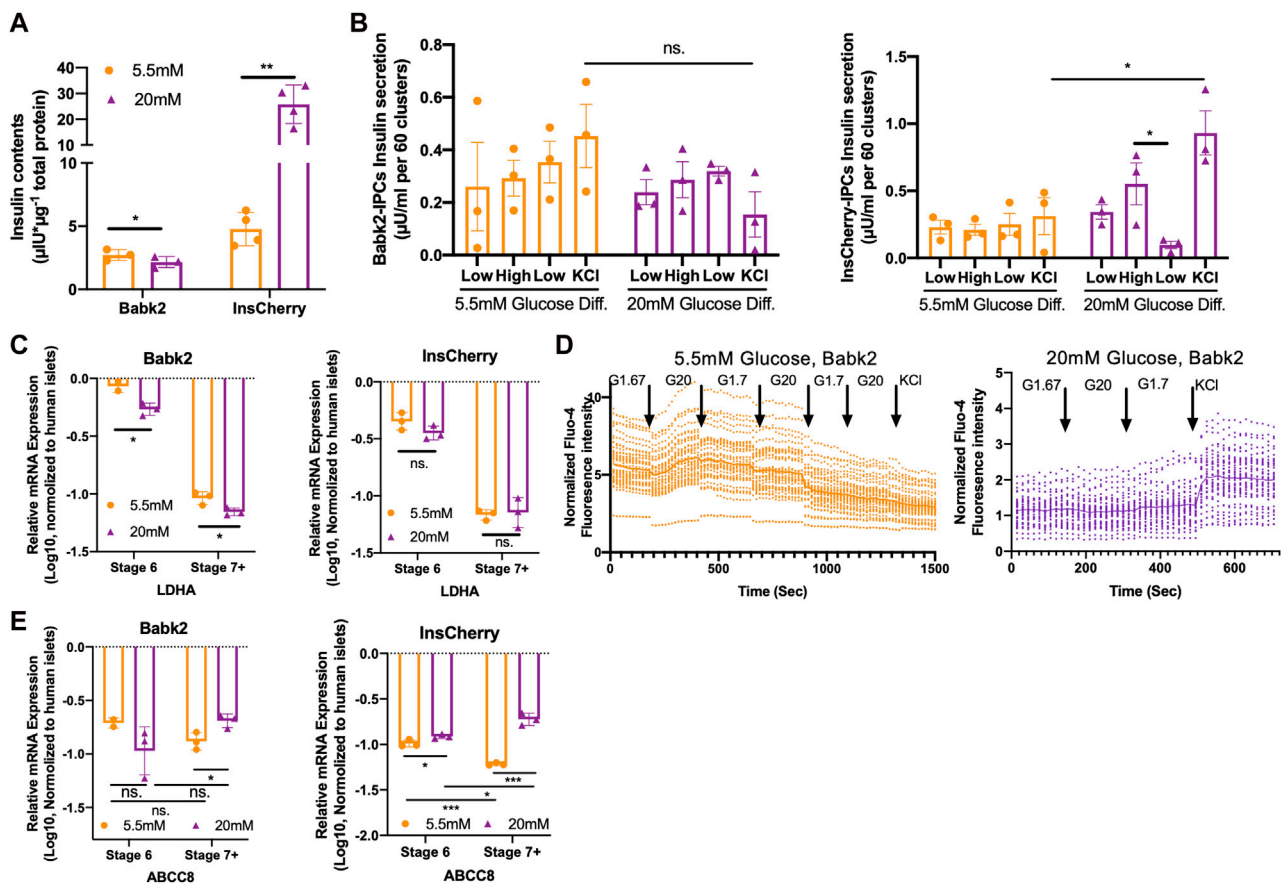 A
Insulin contents
(µIU*µg-1 total protein)
40
30
20
10
5
0
5.5mM
20mM
**
*
Babk2
InsCherry
B
Babk2-IPCs Insulin secretion
(µU/ml per 60 clusters)
0.8
0.6
0.4
0.2
0.0
ns.
Low High Low KCl
Low High Low KCl
5.5mM Glucose Diff.
20mM Glucose Diff.
InsCherry-IPCs Insulin secretion
(µU/ml per 60 clusters)
1.5
1.0
0.5
0.0
*
*
Low High Low KCl
Low High Low KCl
5.5mM Glucose Diff.
20mM Glucose Diff.
C
Babk2
Relative mRNA Expression
(Log10, normolized to human islets)
0.0
-0.5
-1.0
-1.5
*
*
5.5mM
20mM
Stage 6
Stage 7+
LDHA
InsCherry
Relative mRNA Expression
(Log10, Normolized to human islets)
0.0
-0.5
-1.0
-1.5
ns.
ns.
5.5mM
20mM
Stage 6
Stage 7+
LDHA
D
5.5mM Glucose, Babk2
Normalized Fluo-4
Fluoresence intensity
10
5
0
G1.67
G20
G1.7
G20
G1.7
G20
KCl
0
500
1000
1500
Time (Sec)
20mM Glucose, Babk2
Normalized Fluo-4
Fluoresence intensity
5
4
3
2
1
0
G1.67
G20
G1.7
KCl
0
200
400
600
Time (Sec)
E
Babk2
Relative mRNA Expression
(Log10, Normolized to human islets)
0.0
-0.5
-1.0
-1.5
ns.
ns.
*
ns.
5.5mM
20mM
Stage 6
Stage 7+
ABCC8
InsCherry
Relative mRNA Expression
(Log10, Normolized to human islets)
0.0
-0.5
-1.0
-1.5
-2.0
*
***
*
***
5.5mM
20mM
Stage 6
Stage 7+
ABCC8